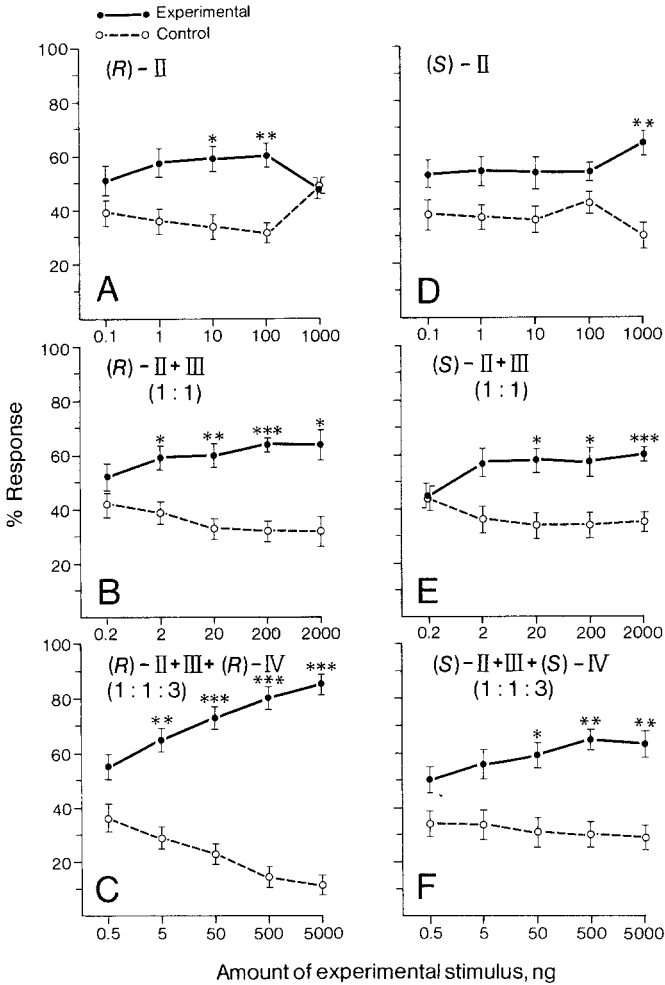 Experimental
Control
100
80
60
40
20
(R) - II
*
**
A
0.1 1 10 100 1000
(S) - II
**
D
0.1 1 10 100 1000
% Response
100
80
60
40
20
(R) - II + III
(1 : 1)
* ** *** *
B
0.2 2 20 200 2000
(S) - II + III
(1 : 1)
* * ***
E
0.2 2 20 200 2000
100
80
60
40
20
(R) - II + III + (R) - IV
(1 : 1 : 3)
** *** *** ***
C
0.5 5 50 500 5000
(S) - II + III + (S) - IV
(1 : 1 : 3)
* ** **
F
0.5 5 50 500 5000
Amount of experimental stimulus, ng